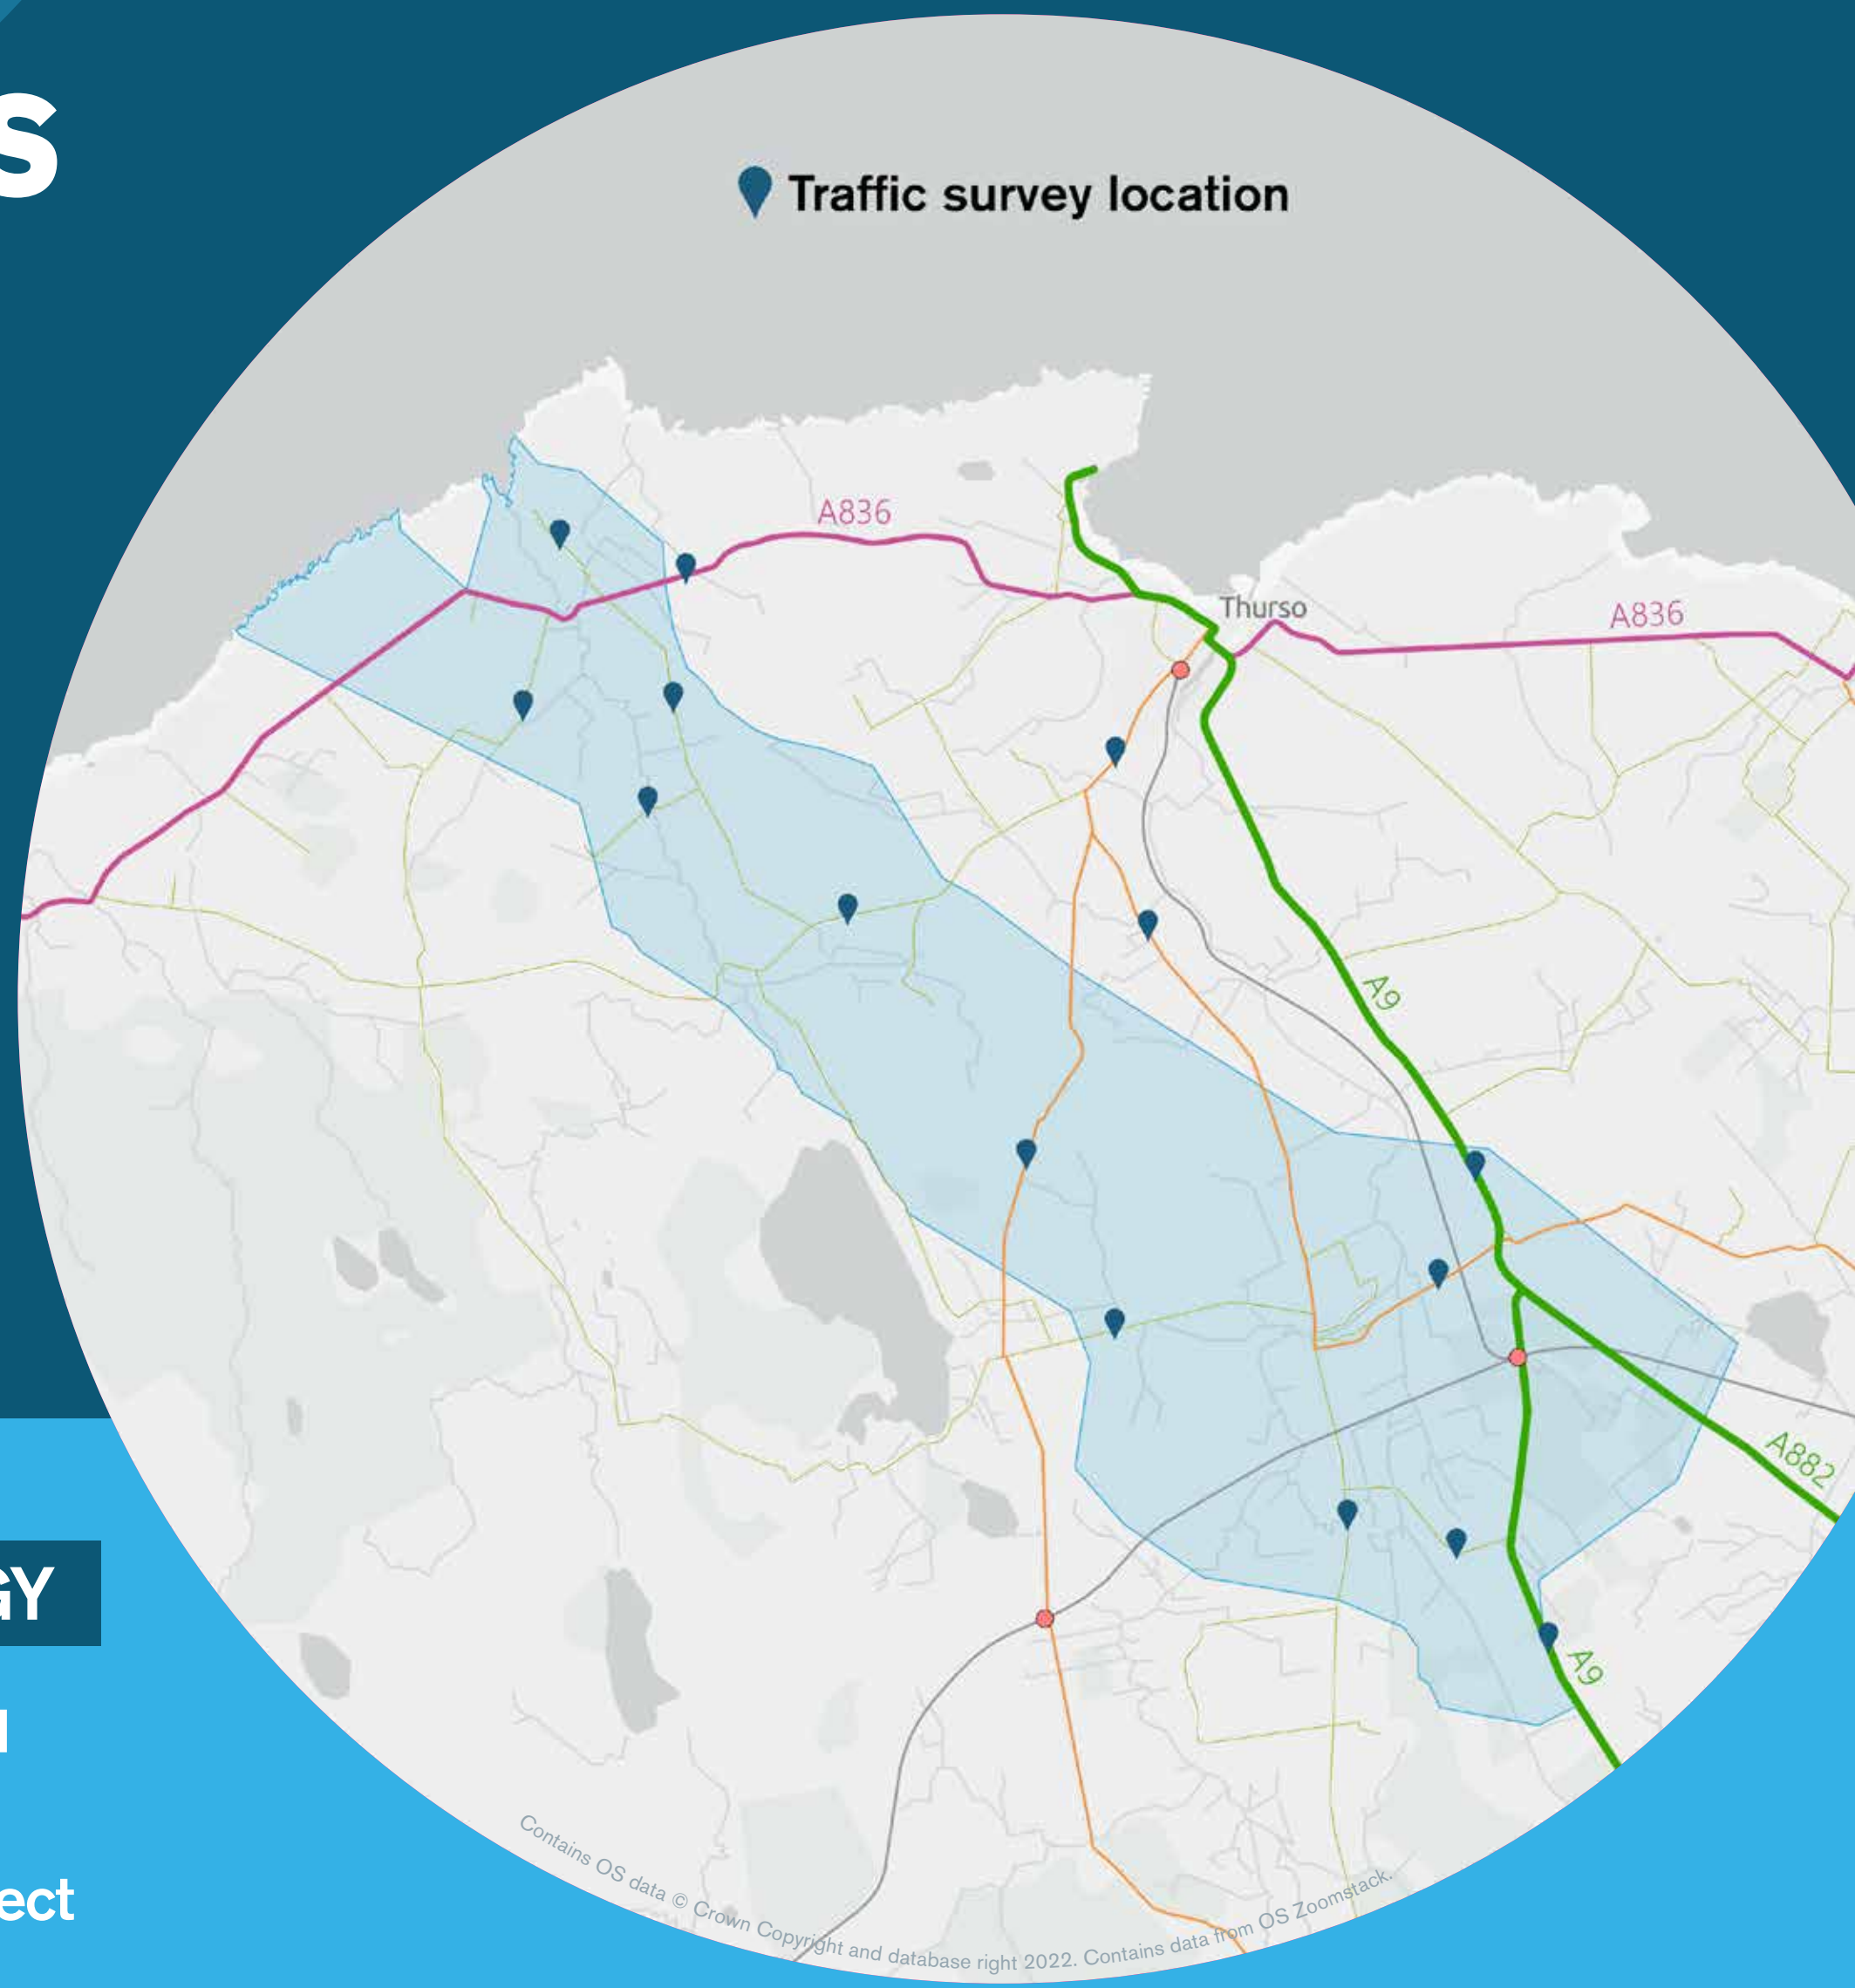 s
Traffic survey location
A836
Thurso
A836
A9
A882
GY
A9
ect
Contains OS data © Crown Copyright and database right 2022. Contains data from OS Zoomstack.